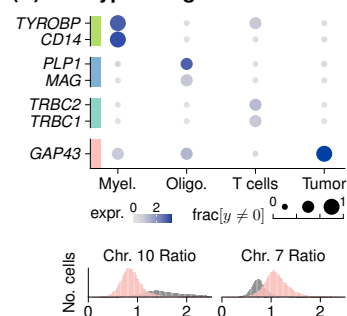 TYROBP
CD14
PLP1
MAG
TRBC2
TRBC1
GAP43
Myel. Oligo. T cells Tumor
expr. 0 2 frac[y ≠ 0] 0 1
Chr. 10 Ratio Chr. 7 Ratio
No. cells
0 1 2 0 1 2